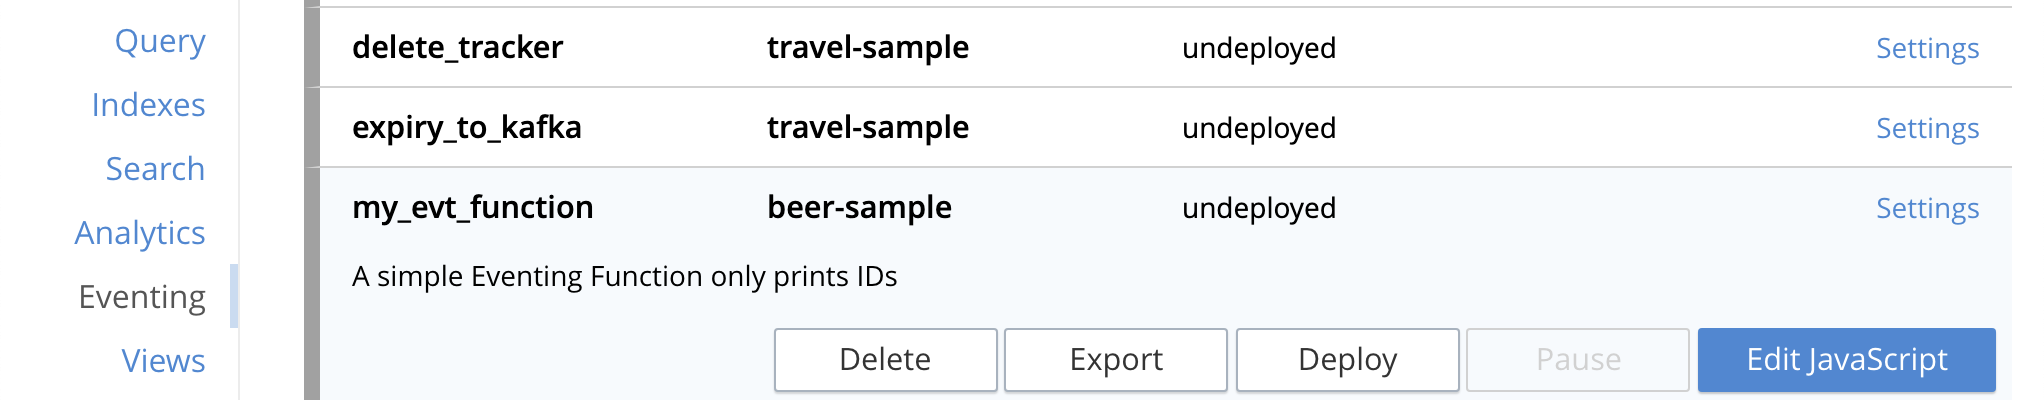 Query
Indexes
Search
Analytics
Eventing
Views
delete_tracker travel-sample undeployed Settings
expiry_to_kafka travel-sample undeployed Settings
my_evt_function beer-sample undeployed Settings
A simple Eventing Function only prints IDs
Delete Export Deploy Pause Edit JavaScript